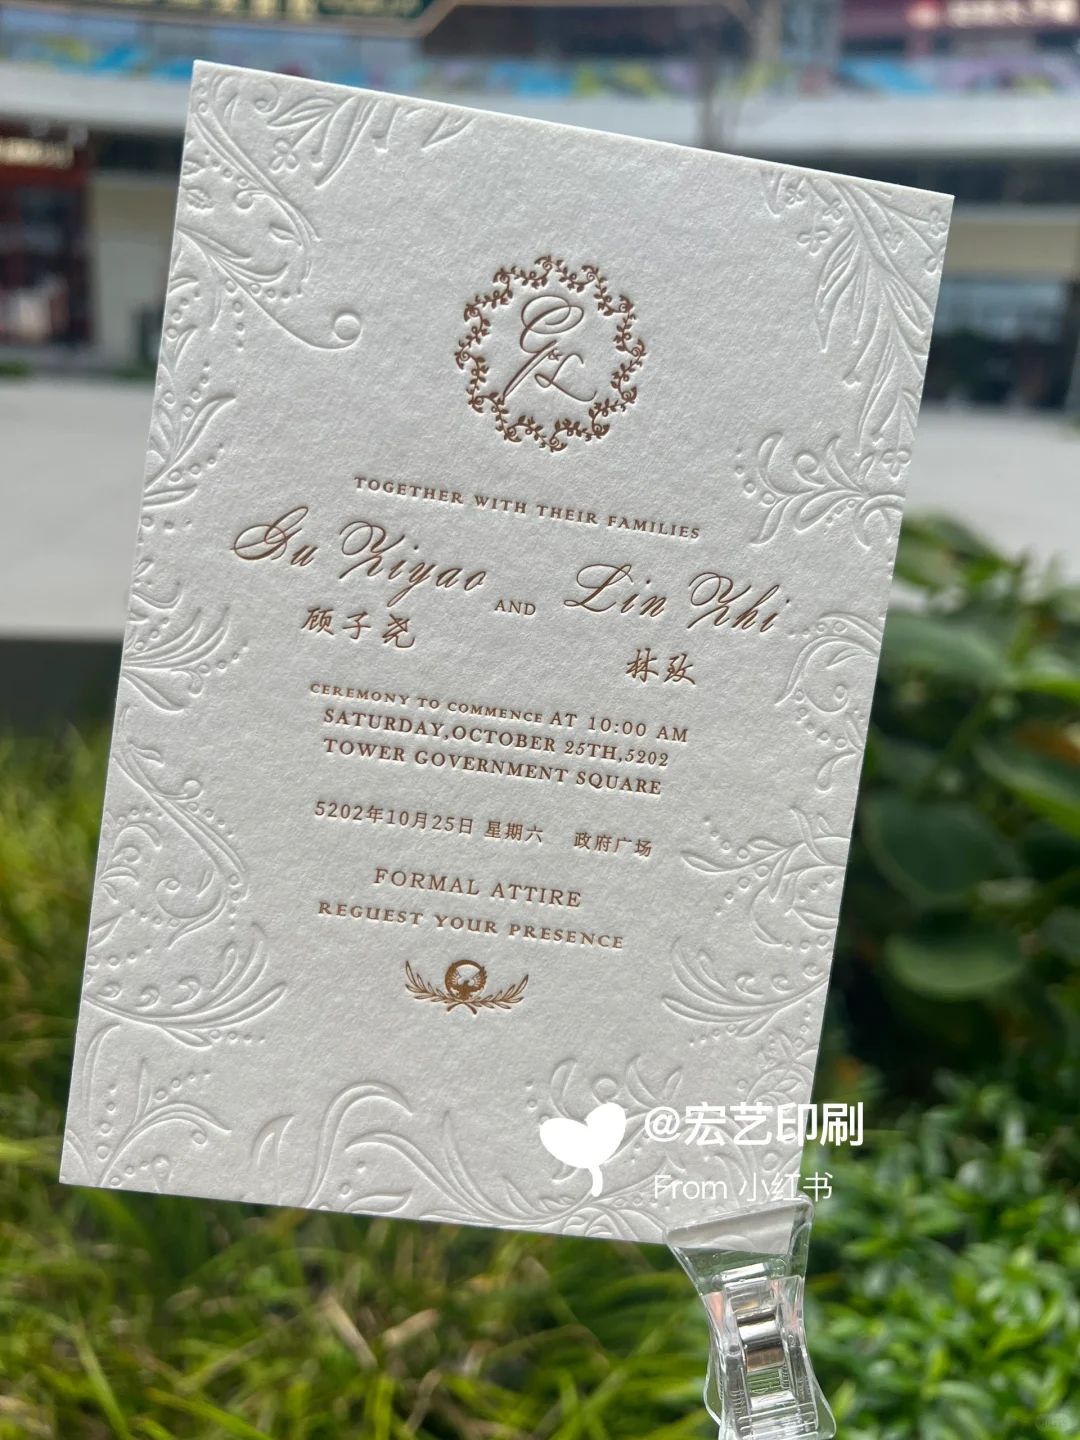 G&L
TOGETHER WITH THEIR FAMILIES
Gu Ziyao AND Lin Zhi
顾子尧
林致
CEREMONY TO COMMENCE AT 10:00 AM
SATURDAY,OCTOBER 25TH,5202
TOWER GOVERNMENT SQUARE
5202年10月25日 星期六 政府广场
FORMAL ATTIRE
REGUEST YOUR PRESENCE
@宏艺印刷
From 小红书